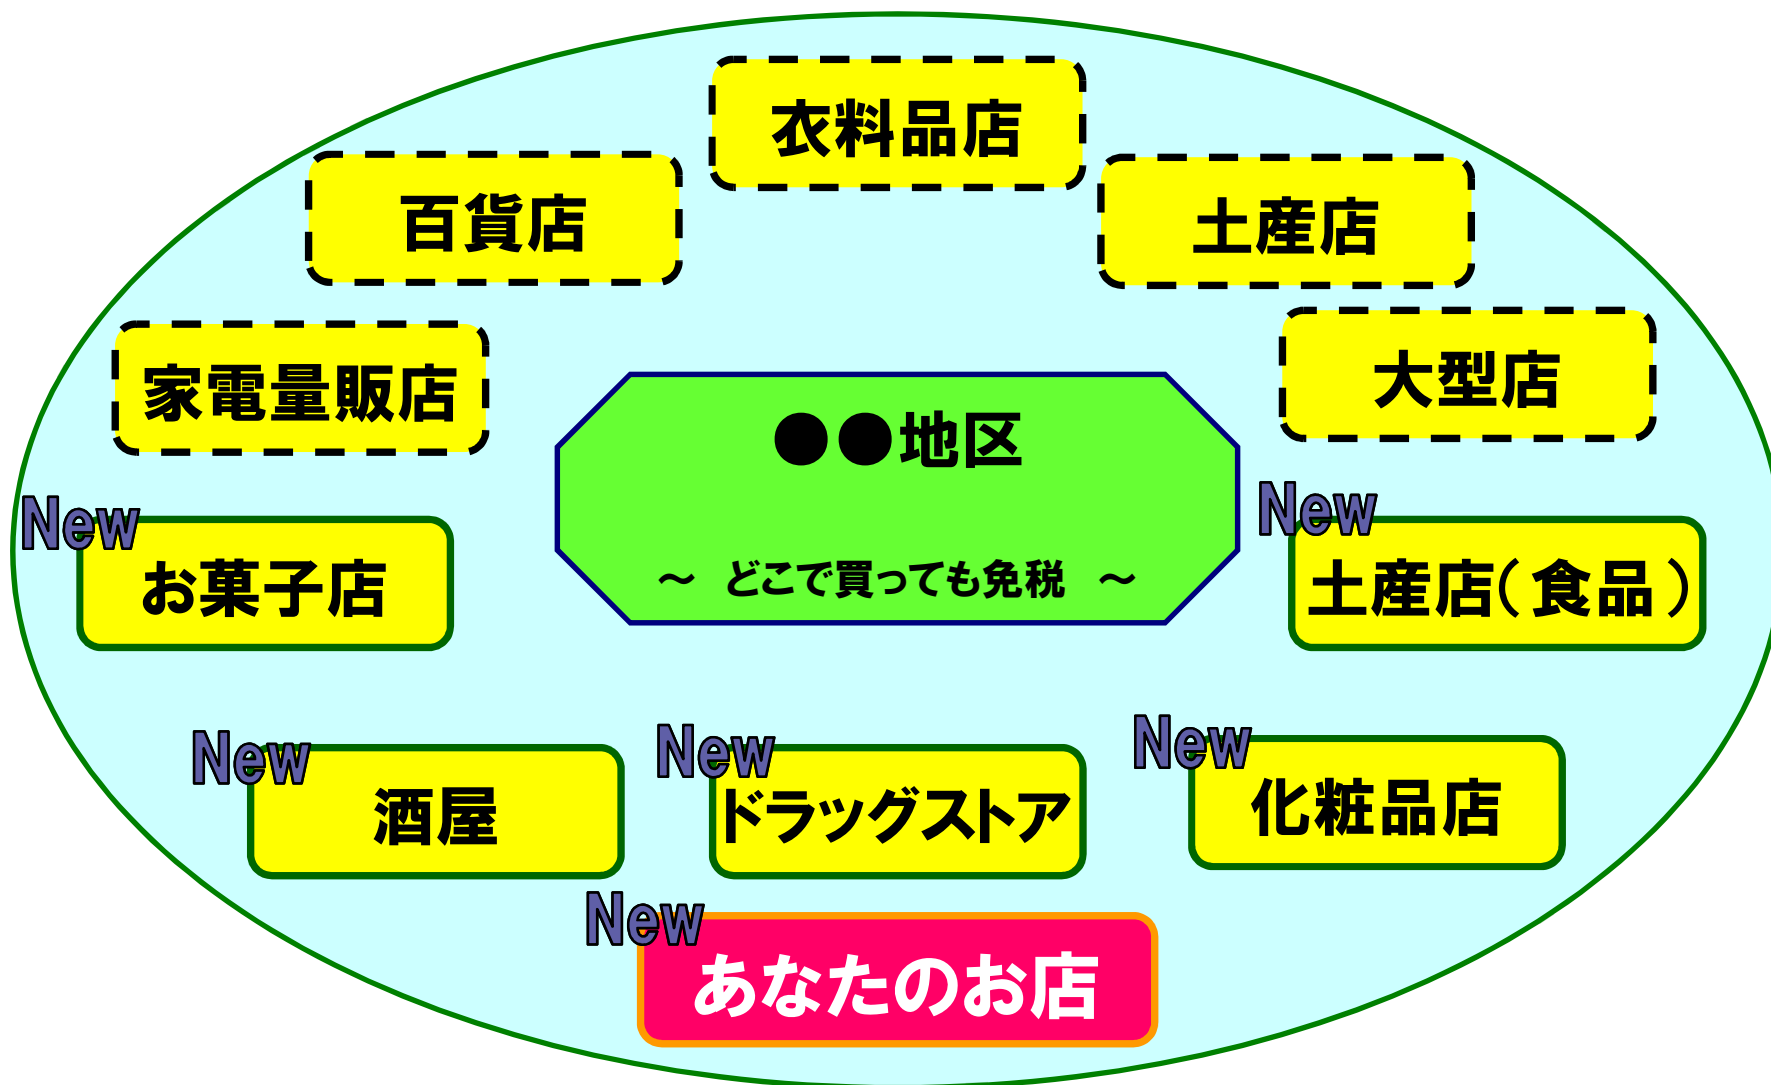 衣料品店
百貨店
土産店
家電量販店
大型店
●●地区
～ どこで買っても免税 ～
New
お菓子店
New
土産店（食品）
New
酒屋
New
ドラッグストア
New
化粧品店
New
あなたのお店